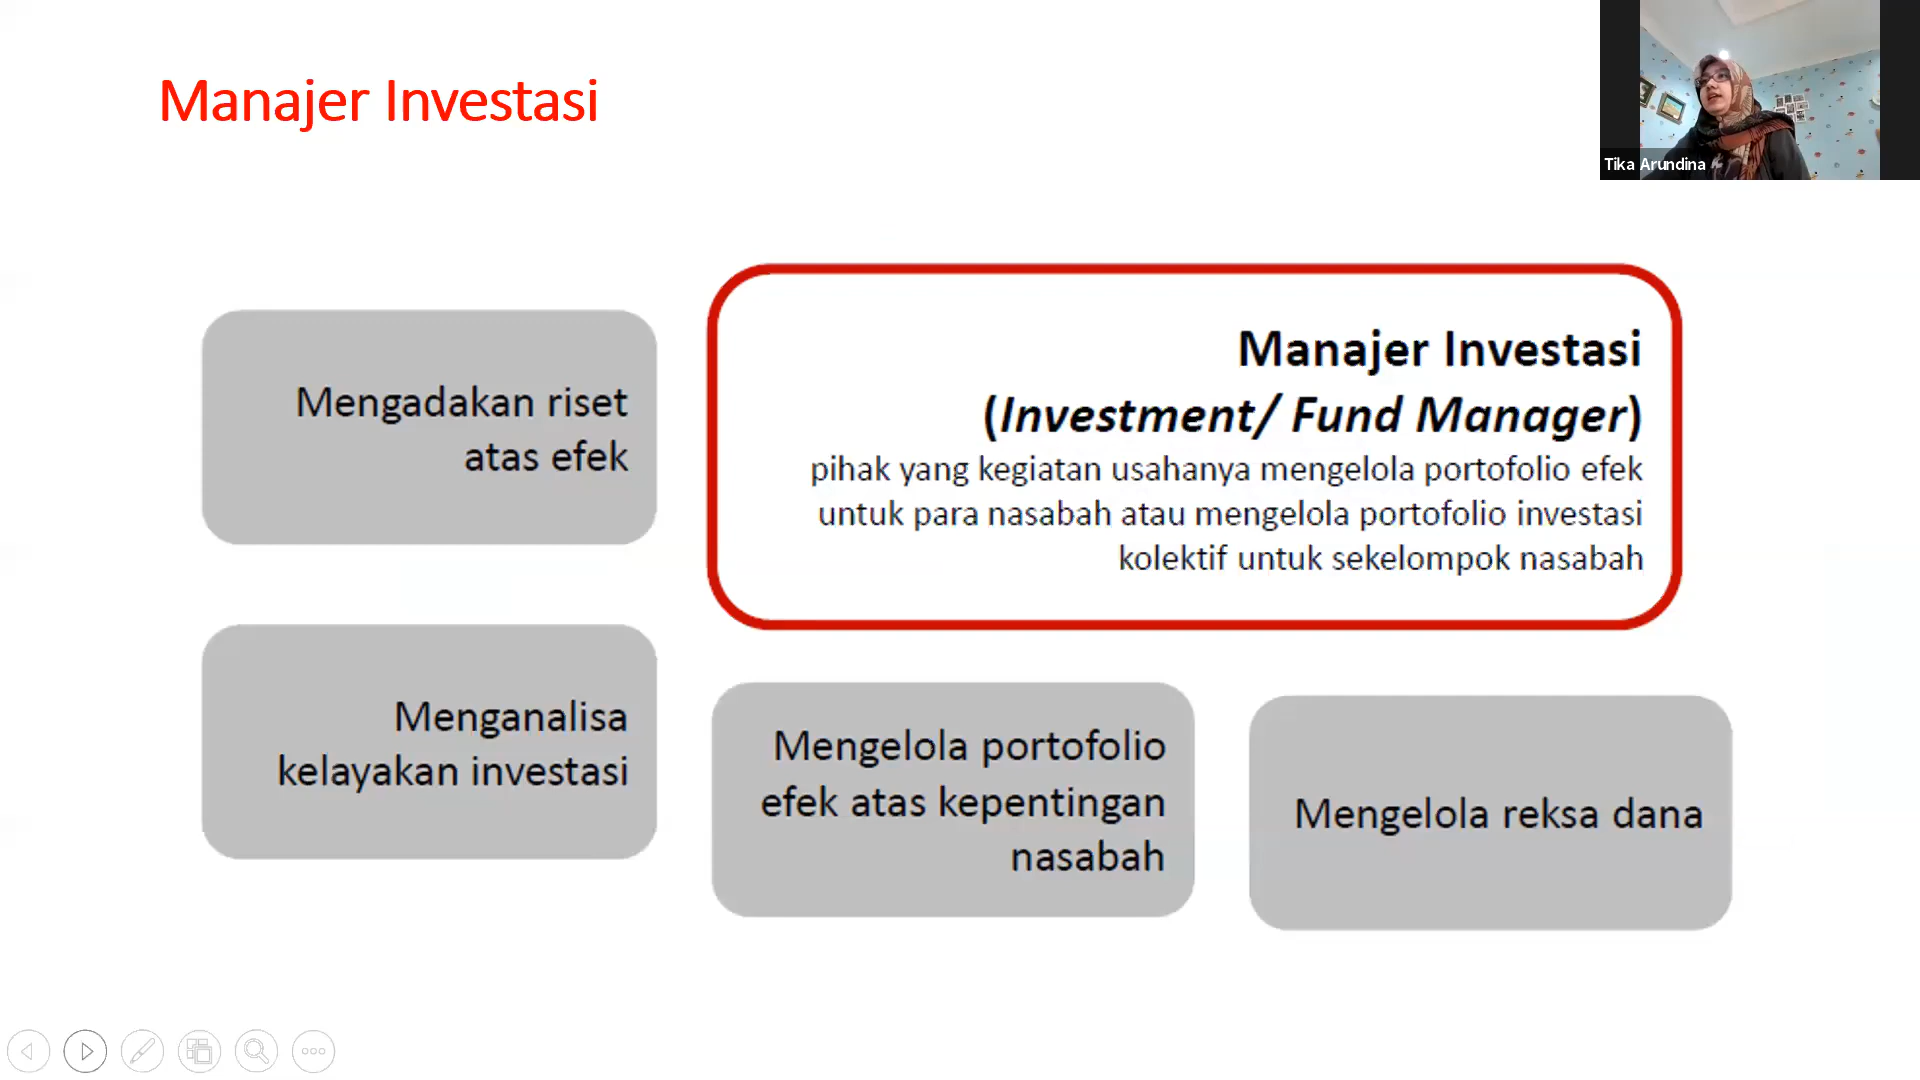 Manajer Investasi
Tika Arundina
Mengadakan riset
atas efek
Manajer Investasi
(Investment/ Fund Manager)
pihak yang kegiatan usahanya mengelola portofolio efek
untuk para nasabah atau mengelola portofolio investasi
kolektif untuk sekelompok nasabah
Menganalisa
kelayakan investasi
Mengelola portofolio
efek atas kepentingan
nasabah
Mengelola reksa dana